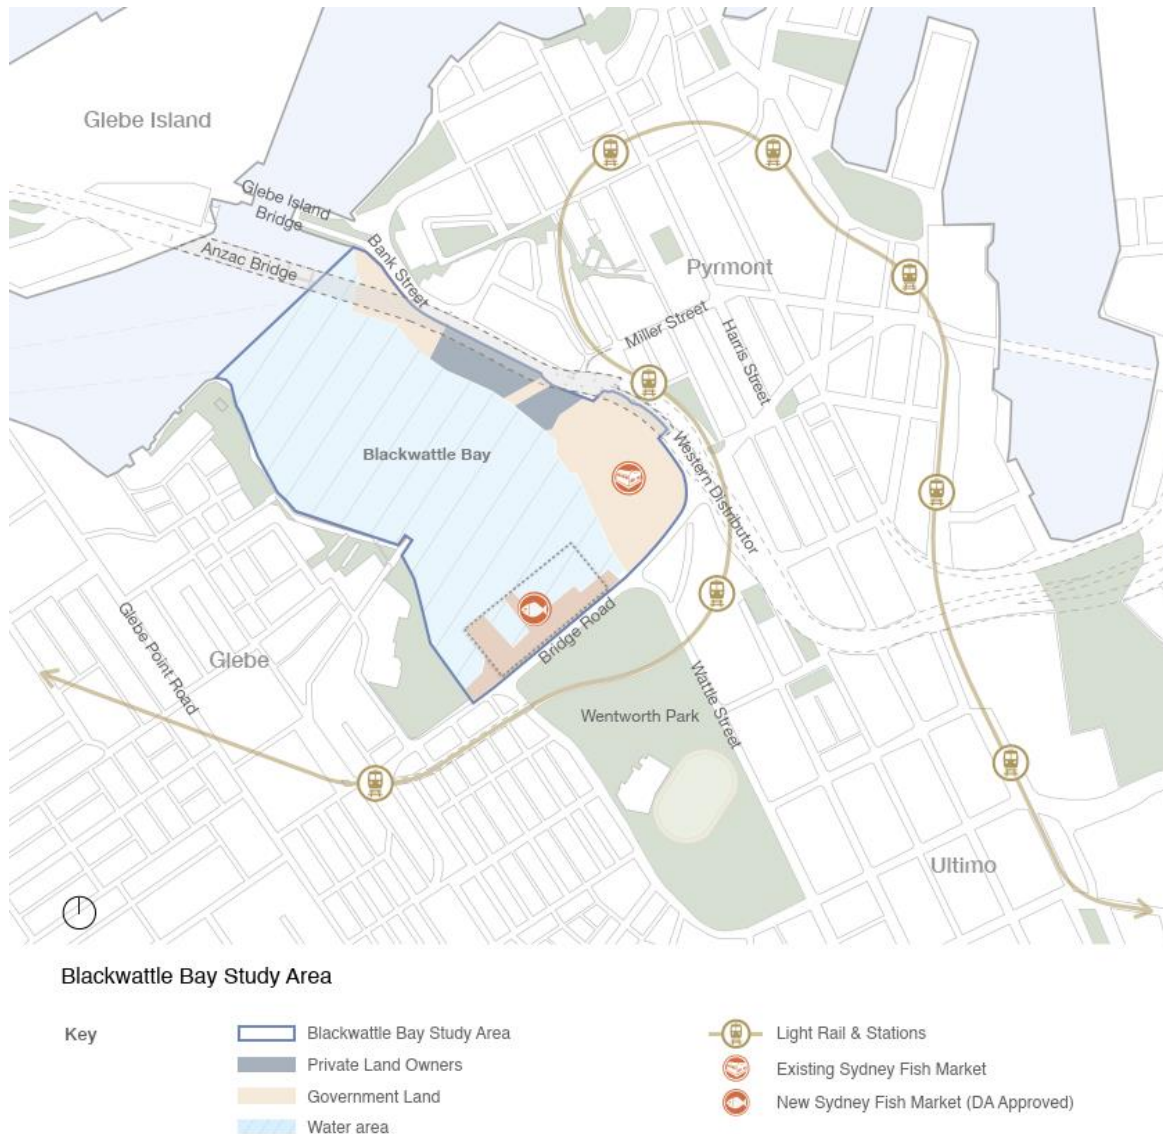 Glebe Island
Glebe Island
Bridge
Anzac Bridge
Bank Street
Pyrmont
Miller Street
Harris Street
Blackwattle Bay
Western Distributor
Bridge Road
Glebe Point Road
Glebe
Wattle Street
Wentworth Park
Ultimo
Blackwattle Bay Study Area
Key
Blackwattle Bay Study Area
Private Land Owners
Government Land
Water area
Light Rail & Stations
Existing Sydney Fish Market
New Sydney Fish Market (DA Approved)